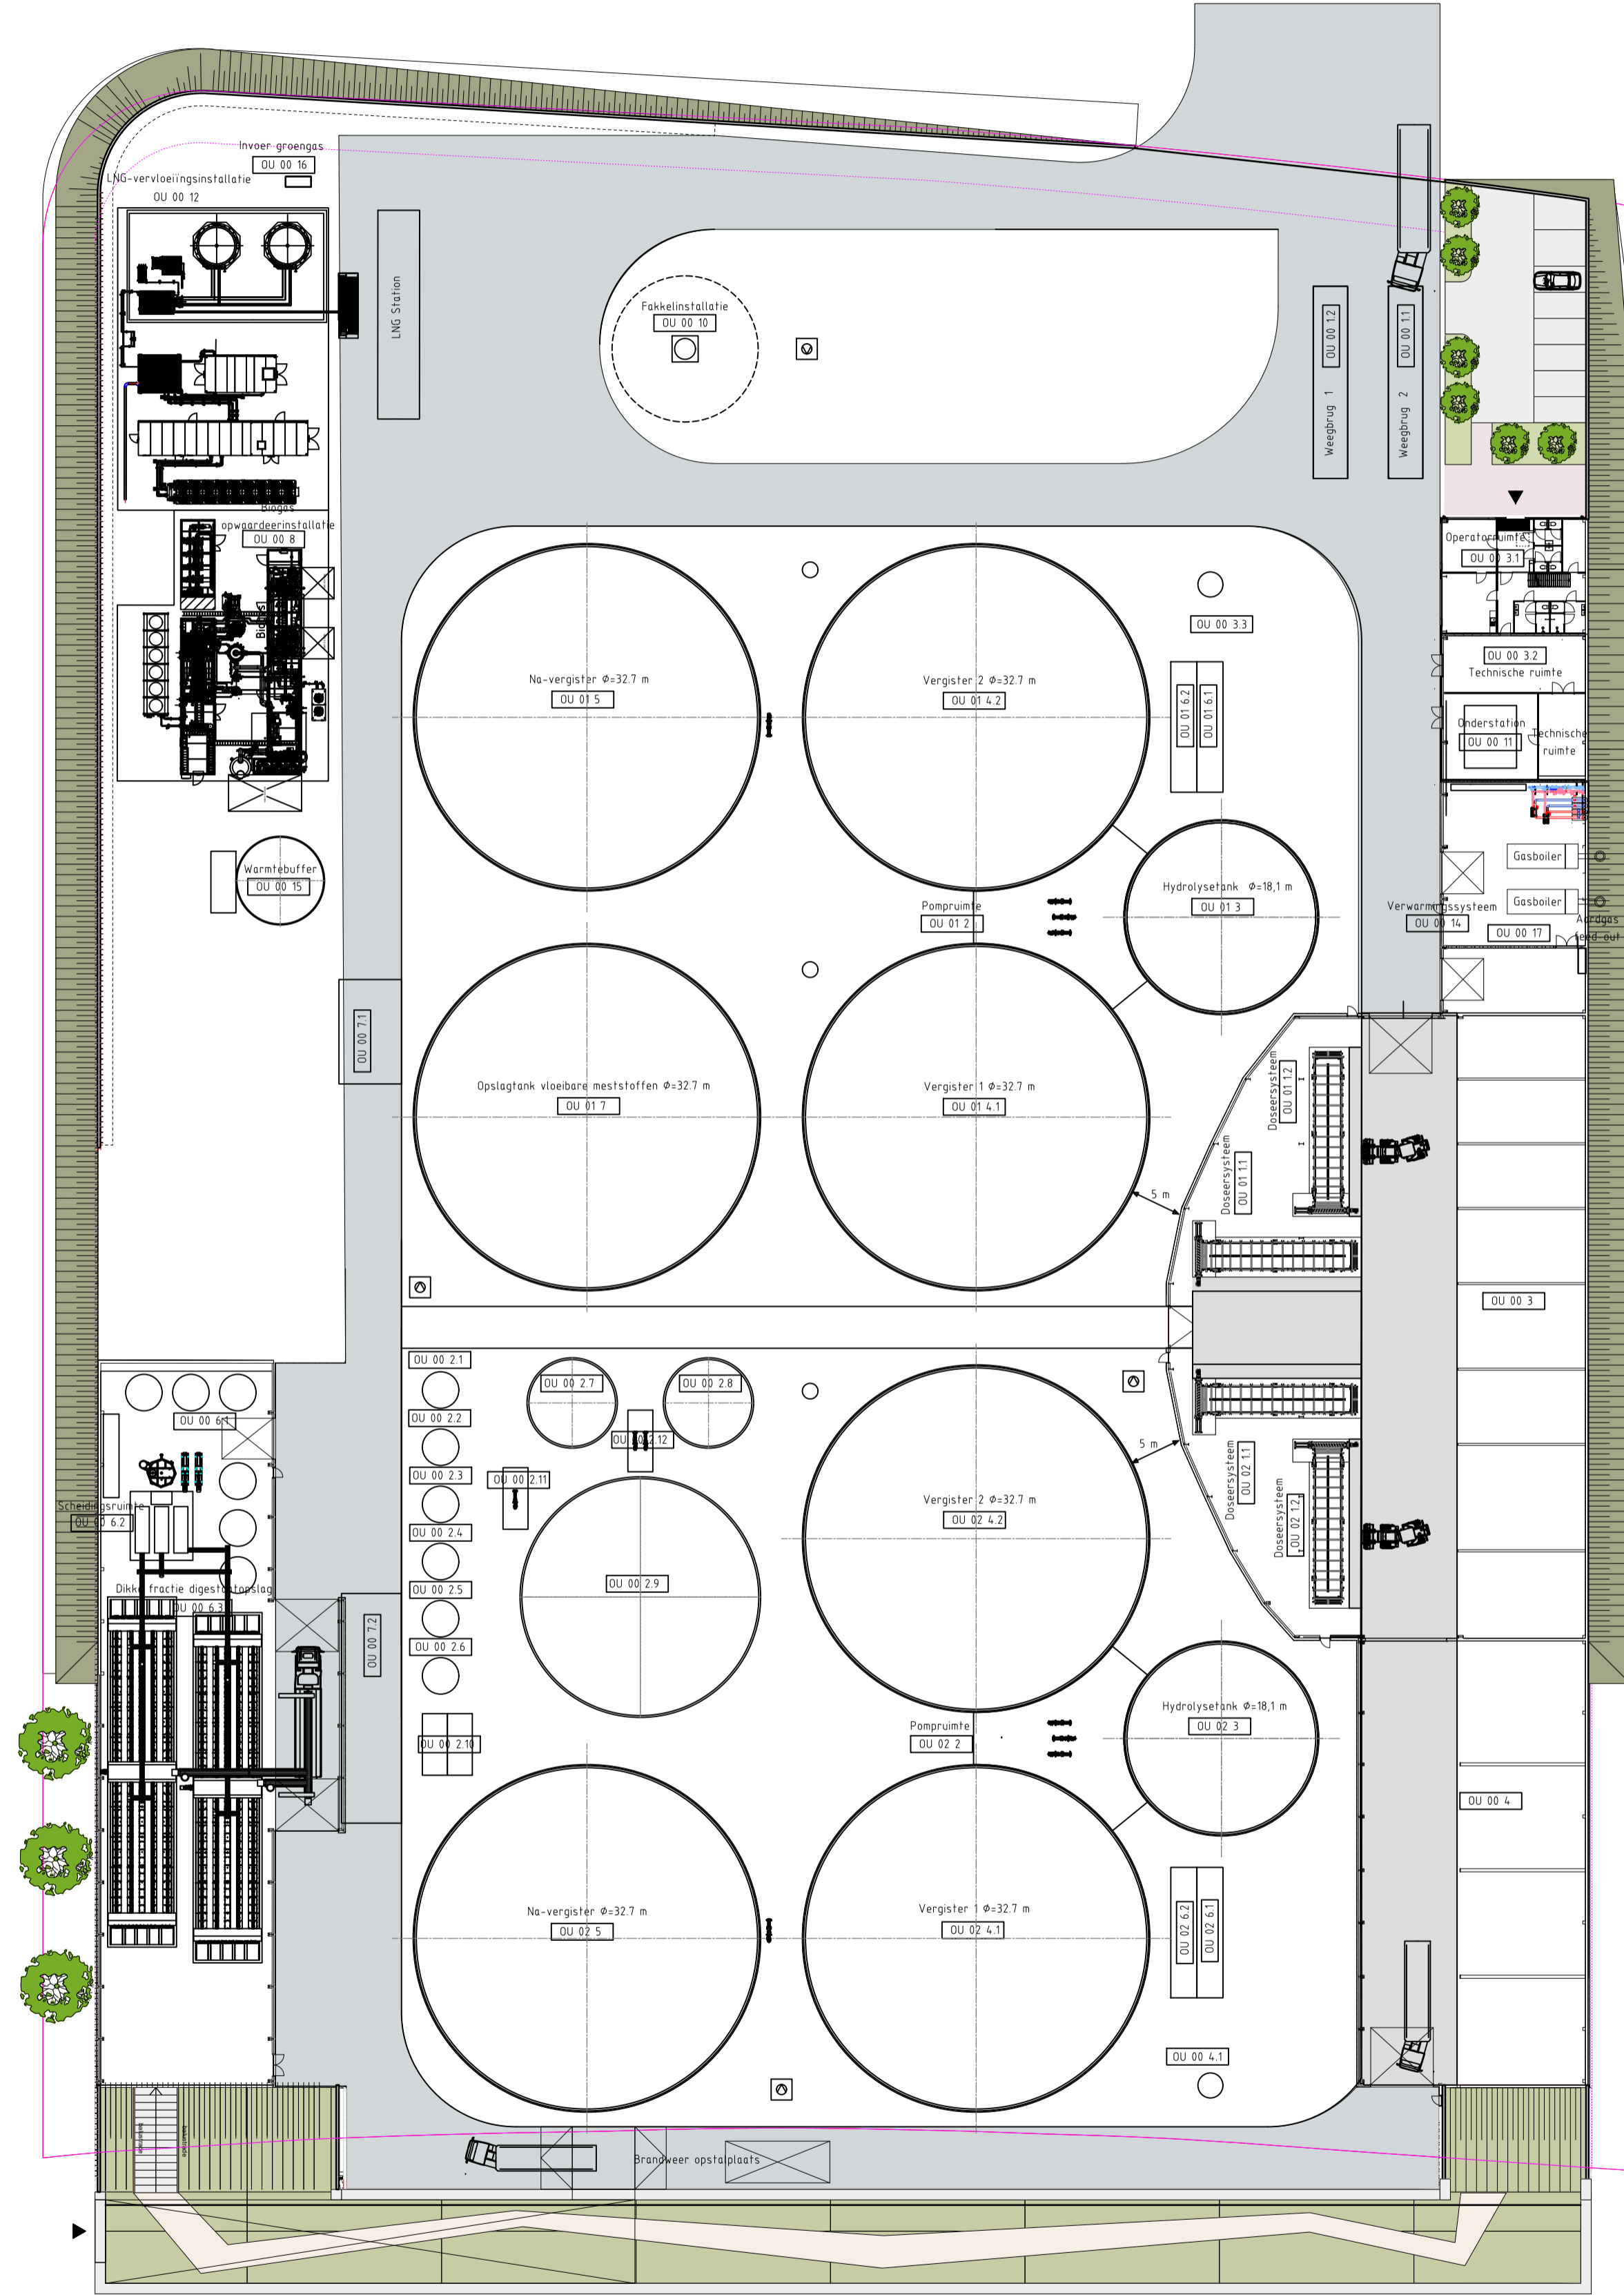 Invoer groengas
OU 00 16
LNG-vervloeiïngsinstallatie
OU 00 12
LNG Station
Fakkelinstallatie
OU 00 10
Weegbrug 1
OU 00 1.2
Weegbrug 2
OU 00 1.1
Biogas
opwaardeerinstallatie
OU 00 8
Operatorruimte
OU 00 3.1
OU 00 3.3
OU 00 3.2
Technische ruimte
Onderstation
OU 00 11
Technische
ruimte
Na-vergister Φ=32.7 m
OU 01 5
Vergister 2 Φ=32.7 m
OU 01 4.2
OU 01 6.2
OU 01 6.1
Warmtebuffer
OU 00 15
Gasboiler
Gasboiler
Hydrolysetank Φ=18,1 m
OU 01 3
Pompruimte
OU 01 2
Verwarmingssysteem
OU 00 14
OU 00 17
Aardgas
feed-out
OU 00 7.1
Opslagtank vloeibare meststoffen Φ=32.7 m
OU 01 7
Vergister 1 Φ=32.7 m
OU 01 4.1
Doseersysteem
OU 01 1.2
Doseersysteem
OU 01 1.1
5 m
OU 00 3
OU 00 2.1
OU 00 2.2
OU 00 2.3
OU 00 2.4
OU 00 2.5
OU 00 2.6
OU 00 2.7
OU 00 2.8
OU 00 2.12
OU 00 2.11
OU 00 2.9
OU 00 2.10
OU 00 6.1
Scheidingsruimte
OU 00 6.2
Dikke fractie digestaatopslag
OU 00 6.3
OU 00 7.2
5 m
Vergister 2 Φ=32.7 m
OU 02 4.2
Doseersysteem
OU 02 1.1
Doseersysteem
OU 02 1.2
Hydrolysetank Φ=18,1 m
OU 02 3
Pompruimte
OU 02 2
OU 00 4
Na-vergister Φ=32.7 m
OU 02 5
Vergister 1 Φ=32.7 m
OU 02 4.1
OU 02 6.2
OU 02 6.1
OU 00 4.1
Brandweer opstalplaats